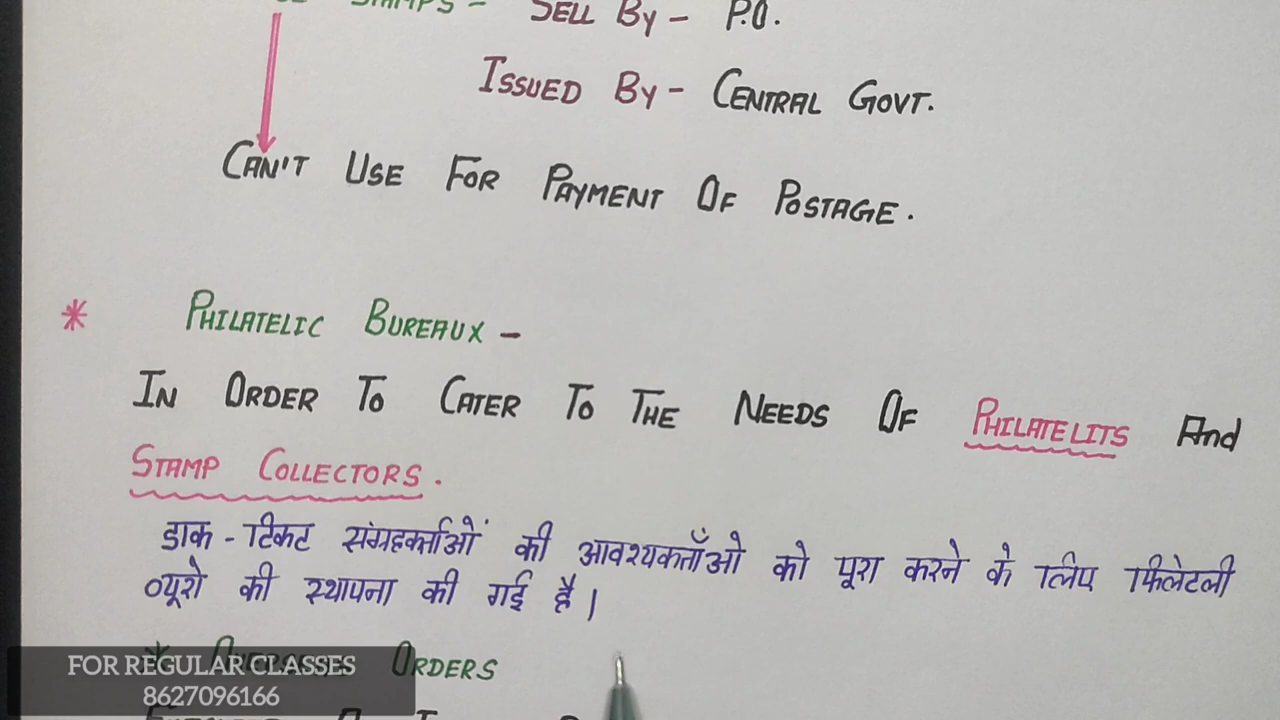 STAMPS - SELL By - P.O.
ISSUED By - CENTRAL GOVT.
CAN'T USE FOR PAYMENT OF POSTAGE.
* PHILATELIC BUREAUX -
IN ORDER TO CATER TO THE NEEDS OF PHILATELITS And
STAMP COLLECTORS.
डाक - टिकट संग्रहकर्ताओं की आवश्यकताँओ को पूरा करने के लिए फिलेटली
ब्यूरो की स्थापना की गई है।
* ORDERS
FOR REGULAR CLASSES
8627096166